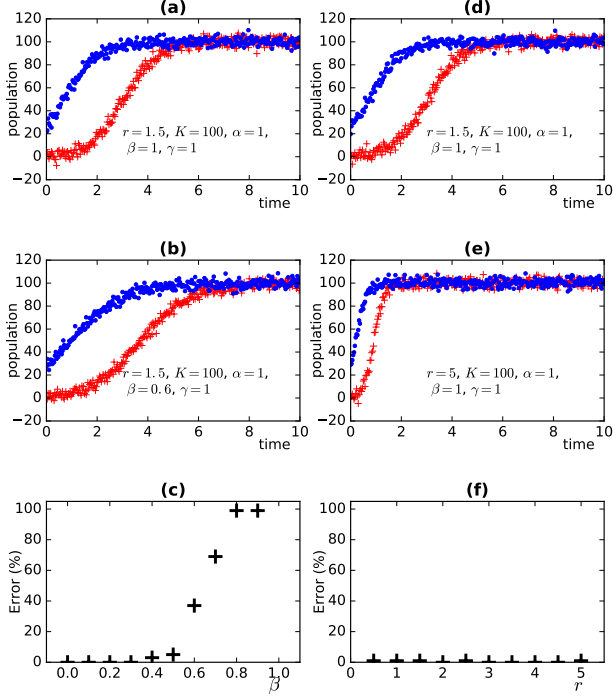 (a)
120
100
80
60
40
20
0
−20
population
r = 1.5, K = 100, α = 1,
β = 1, γ = 1
0 2 4 6 8 10
time
(d)
120
100
80
60
40
20
0
−20
population
r = 1.5, K = 100, α = 1,
β = 1, γ = 1
0 2 4 6 8 10
time
(b)
120
100
80
60
40
20
0
−20
population
r = 1.5, K = 100, α = 1,
β = 0.6, γ = 1
0 2 4 6 8 10
time
(e)
120
100
80
60
40
20
0
−20
population
r = 5, K = 100, α = 1,
β = 1, γ = 1
0 2 4 6 8 10
time
(c)
100
80
60
40
20
0
Error (%)
0.0 0.2 0.4 0.6 0.8 1.0
β
(f)
100
80
60
40
20
0
Error (%)
0 1 2 3 4 5
r